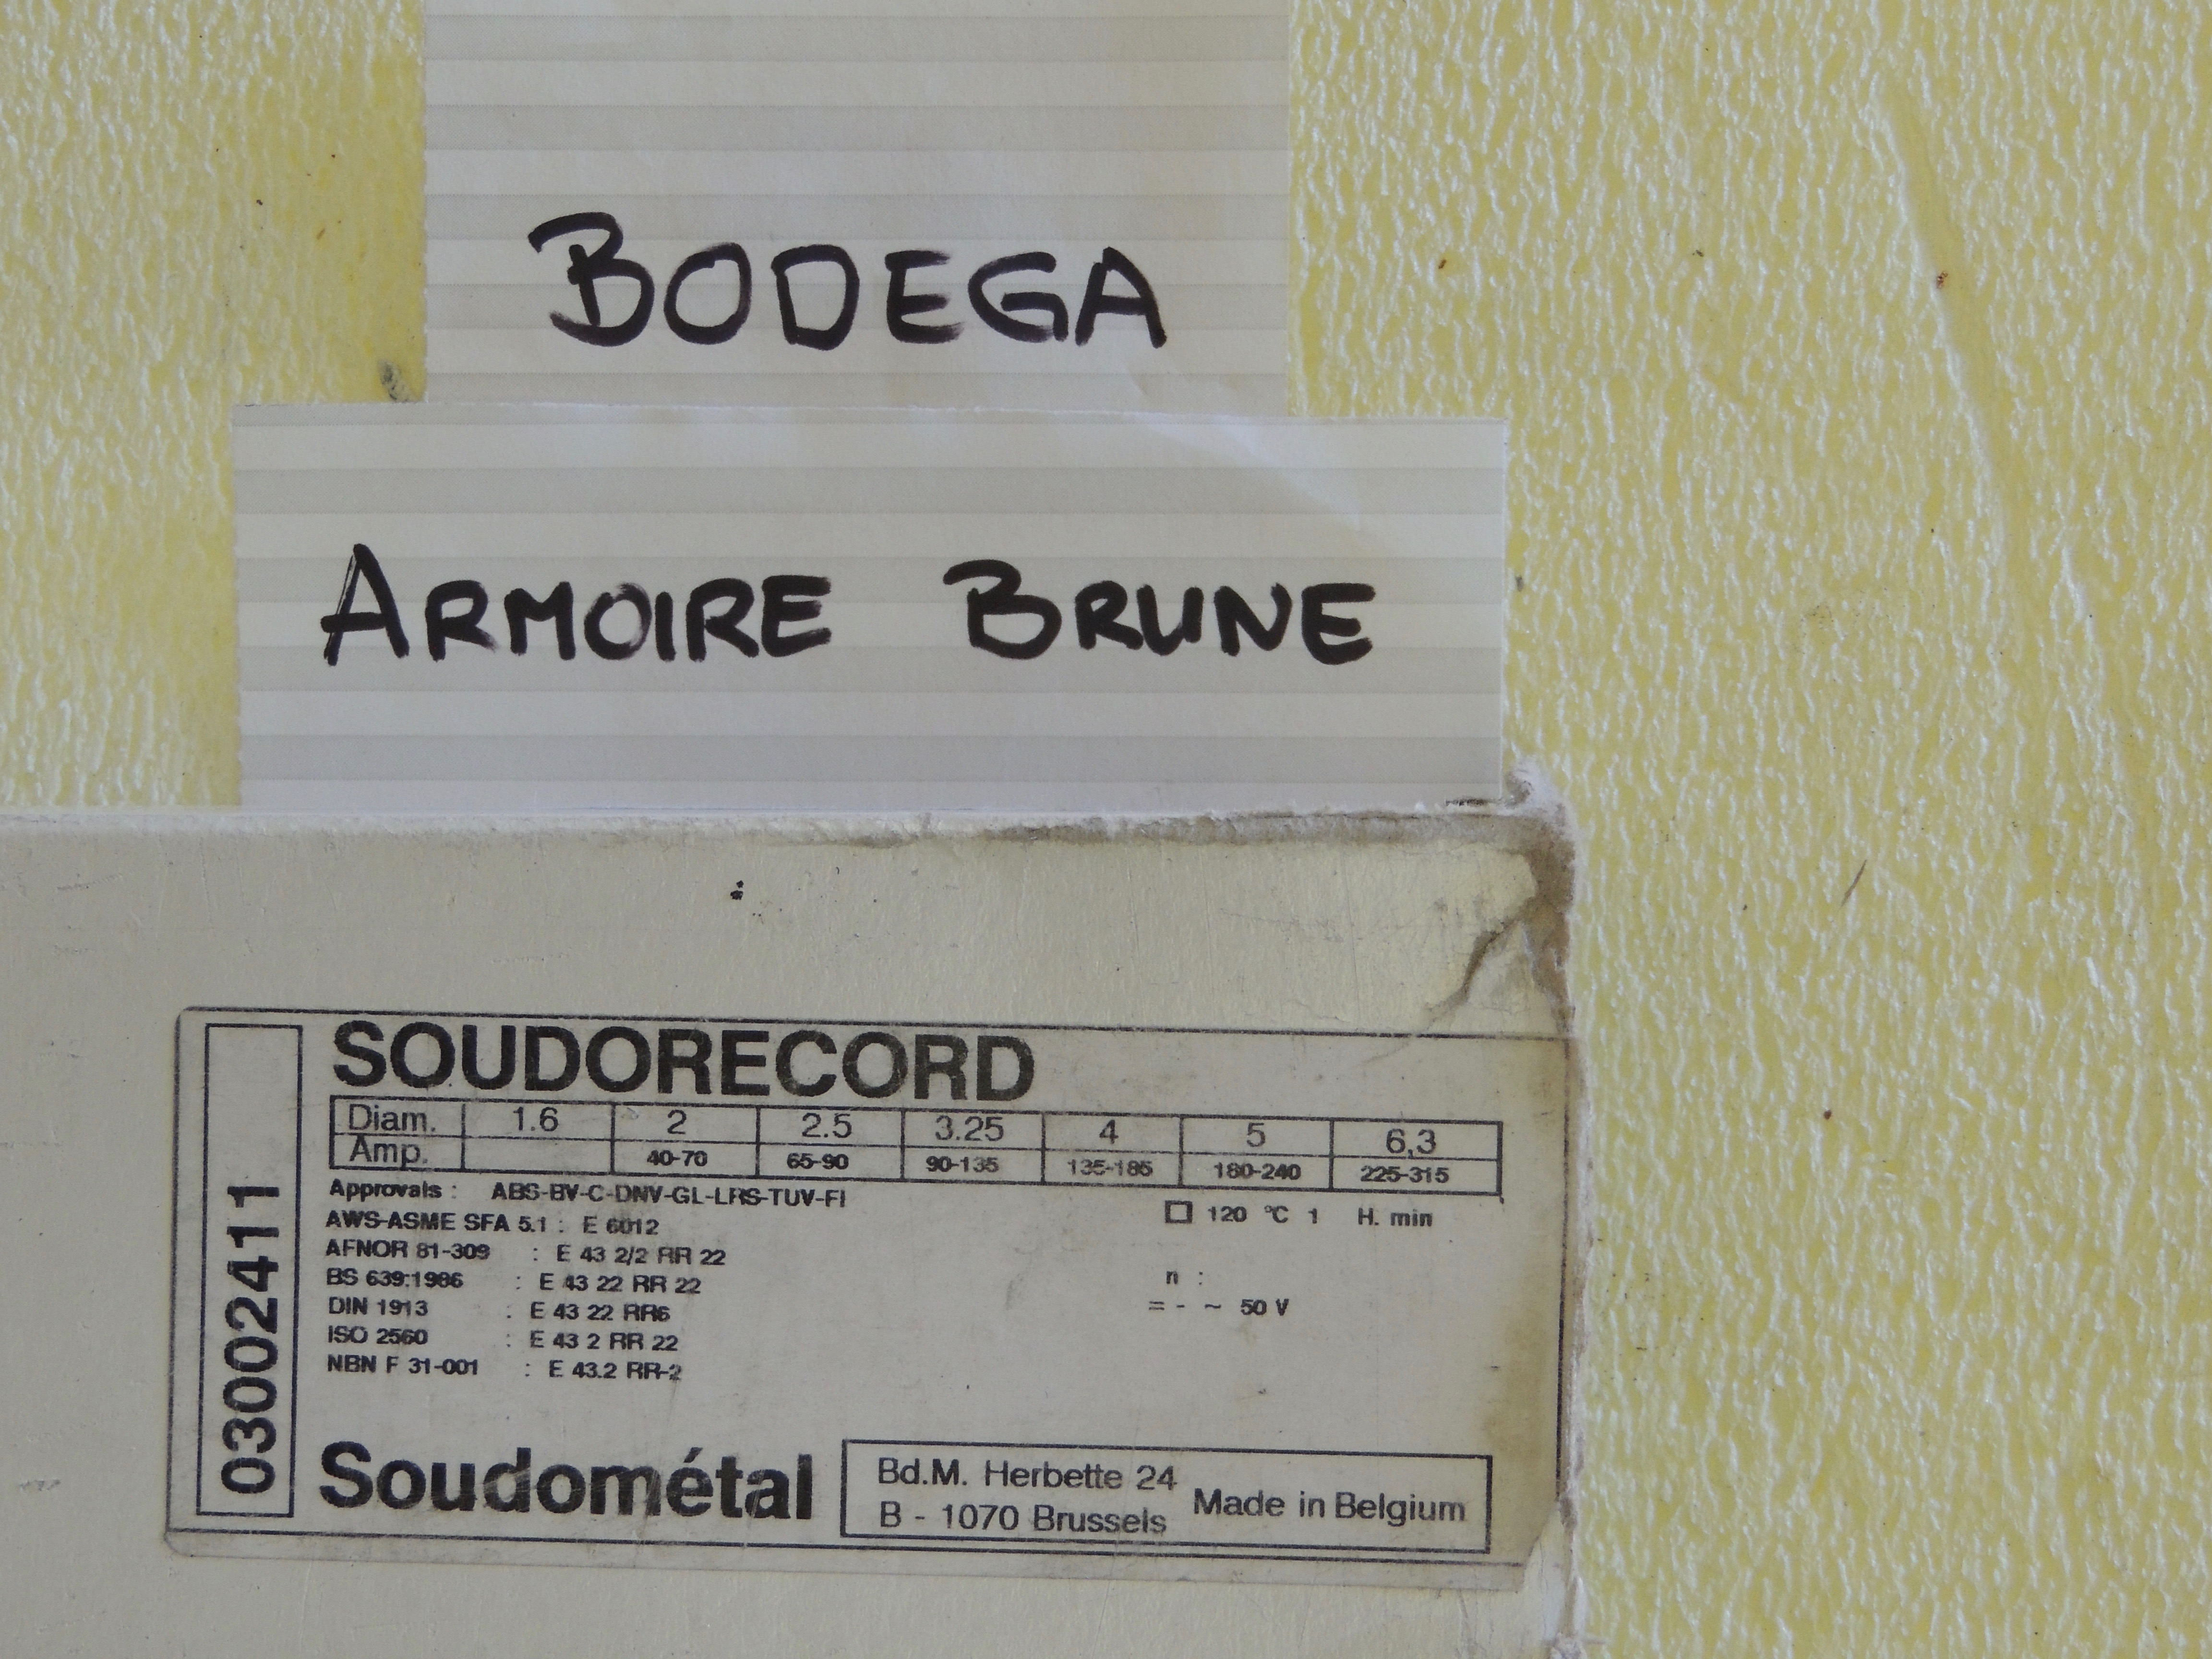 BODEGA
ARMOIRE BRUNE
03002411
SOUDORECORD
Diam. 1.6 2 2.5 3.25 4 5 6,3
Amp. 40-70 65-90 90-135 135-185 180-240 225-315
Approvals : ABS-BV-C-DNV-GL-LRS-TUV-FI
AWS-ASME SFA 5.1 : E 6012 120 °C 1 H. min
AFNOR 81-309 : E 43 2/2 RR 22
BS 639:1986 : E 43 22 RR 22 n :
DIN 1913 : E 43 22 RR6 = - ~ 50 V
ISO 2560 : E 43 2 RR 22
NBN F 31-001 : E 43.2 RR-2
Soudométal
Bd.M. Herbette 24
B - 1070 Brussels
Made in Belgium